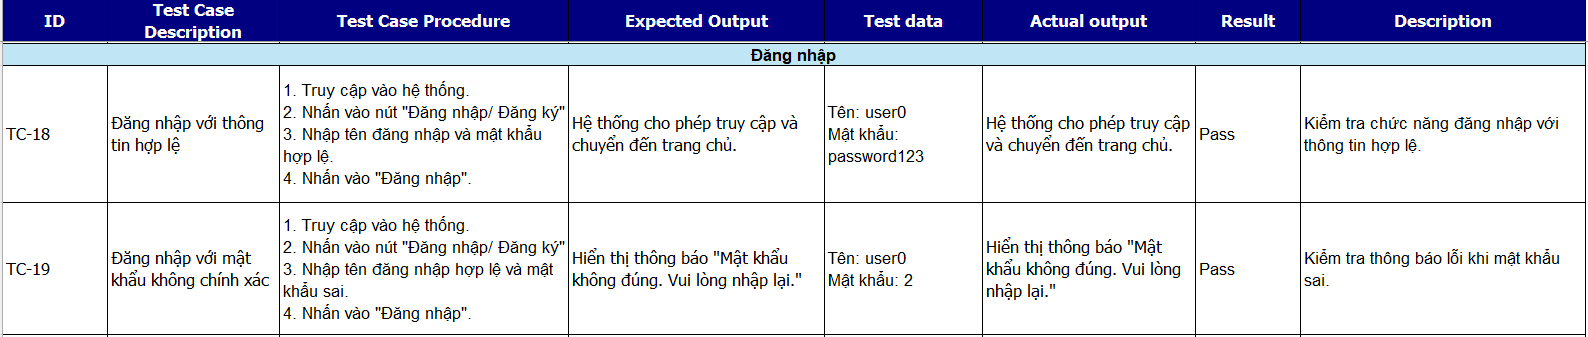 ID
Test Case
Description
Test Case Procedure
Expected Output
Test data
Actual output
Result
Description
Đăng nhập
TC-18
Đăng nhập với thông
tin hợp lệ
1. Truy cập vào hệ thống.
2. Nhấn vào nút "Đăng nhập/ Đăng ký"
3. Nhập tên đăng nhập và mật khẩu
hợp lệ.
4. Nhấn vào "Đăng nhập".
Hệ thống cho phép truy cập và
chuyển đến trang chủ.
Tên: user0
Mật khẩu:
password123
Hệ thống cho phép truy cập
và chuyển đến trang chủ.
Pass
Kiểm tra chức năng đăng nhập với
thông tin hợp lệ.
TC-19
Đăng nhập với mật
khẩu không chính xác
1. Truy cập vào hệ thống.
2. Nhấn vào nút "Đăng nhập/ Đăng ký"
3. Nhập tên đăng nhập hợp lệ và mật
khẩu sai.
4. Nhấn vào "Đăng nhập".
Hiển thị thông báo "Mật khẩu
không đúng. Vui lòng nhập lại."
Tên: user0
Mật khẩu: 2
Hiển thị thông báo "Mật
khẩu không đúng. Vui lòng
nhập lại."
Pass
Kiểm tra thông báo lỗi khi mật khẩu
sai.